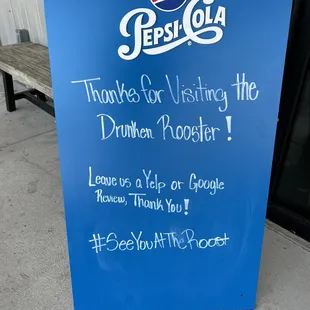 PEPSI-COLA
Thanks for Visiting the
Drunken Rooster!
Leave us a Yelp or Google
Review, Thank You!
#SeeYouAtTheRoost